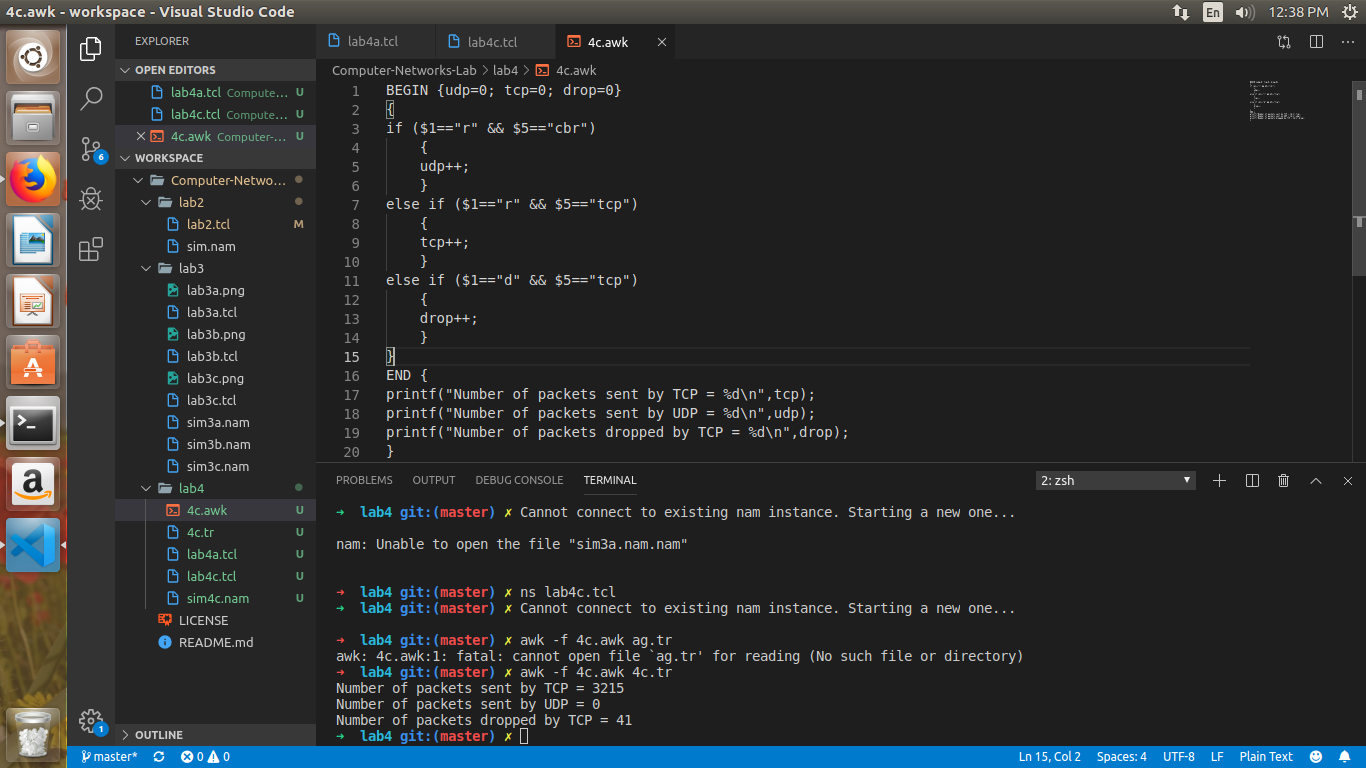 4c.awk - workspace - Visual Studio Code
En
12:38 PM
EXPLORER
OPEN EDITORS
lab4a.tcl Compute... U
lab4c.tcl Compute... U
4c.awk Computer-... U
WORKSPACE
Computer-Netwo...
lab2
lab2.tcl M
sim.nam
lab3
lab3a.png
lab3a.tcl
lab3b.png
lab3b.tcl
lab3c.png
lab3c.tcl
sim3a.nam
sim3b.nam
sim3c.nam
lab4
4c.awk U
4c.tr U
lab4a.tcl U
lab4c.tcl U
sim4c.nam U
LICENSE
README.md
OUTLINE
6
1
lab4a.tcl
lab4c.tcl
4c.awk
Computer-Networks-Lab > lab4 > 4c.awk
1 BEGIN {udp=0; tcp=0; drop=0}
2 {
3 if ($1=="r" && $5=="cbr")
4 {
5 udp++;
6 }
7 else if ($1=="r" && $5=="tcp")
8 {
9 tcp++;
10 }
11 else if ($1=="d" && $5=="tcp")
12 {
13 drop++;
14 }
15 }
16 END {
17 printf("Number of packets sent by TCP = %d\n",tcp);
18 printf("Number of packets sent by UDP = %d\n",udp);
19 printf("Number of packets dropped by TCP = %d\n",drop);
20 }
PROBLEMS OUTPUT DEBUG CONSOLE TERMINAL
2: zsh
➜ lab4 git:(master) ✗ Cannot connect to existing nam instance. Starting a new one...
nam: Unable to open the file "sim3a.nam.nam"
➜ lab4 git:(master) ✗ ns lab4c.tcl
➜ lab4 git:(master) ✗ Cannot connect to existing nam instance. Starting a new one...
➜ lab4 git:(master) ✗ awk -f 4c.awk ag.tr
awk: 4c.awk:1: fatal: cannot open file `ag.tr' for reading (No such file or directory)
➜ lab4 git:(master) ✗ awk -f 4c.awk 4c.tr
Number of packets sent by TCP = 3215
Number of packets sent by UDP = 0
Number of packets dropped by TCP = 41
➜ lab4 git:(master) ✗
master* 0 0 Ln 15, Col 2 Spaces: 4 UTF-8 LF Plain Text